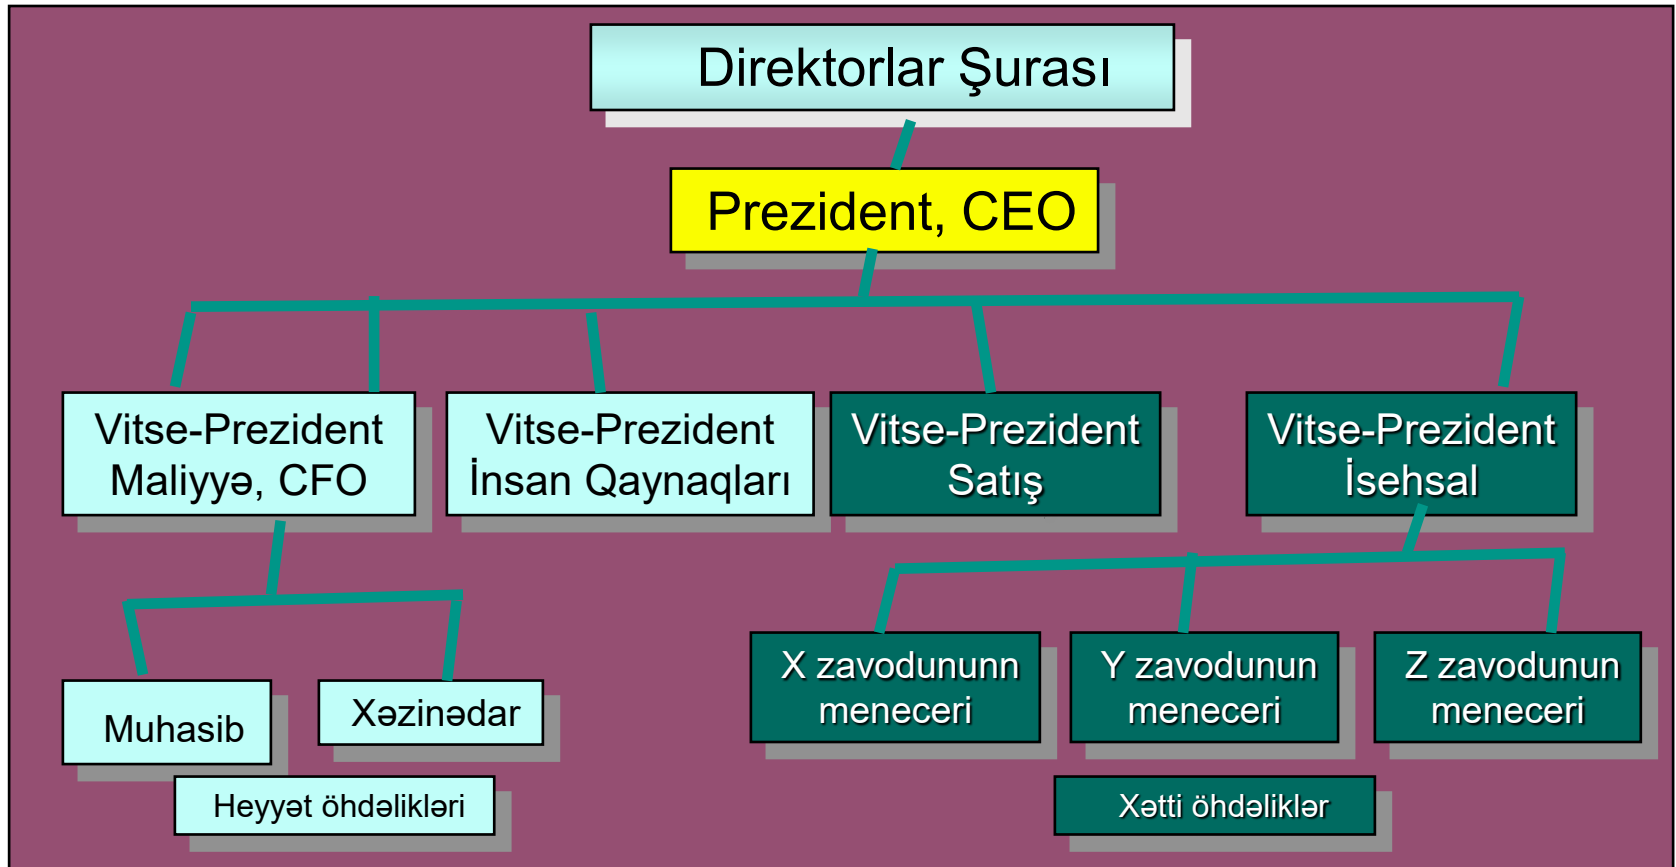 Direktorlar Şurası
Prezident, CEO
Vitse-Prezident
Maliyyə, CFO
Vitse-Prezident
İnsan Qaynaqları
Vitse-Prezident
Satış
Vitse-Prezident
İsehsal
Muhasib
Xəzinədar
X zavodununn
meneceri
Y zavodunun
meneceri
Z zavodunun
meneceri
Heyyət öhdəlikləri
Xətti öhdəliklər